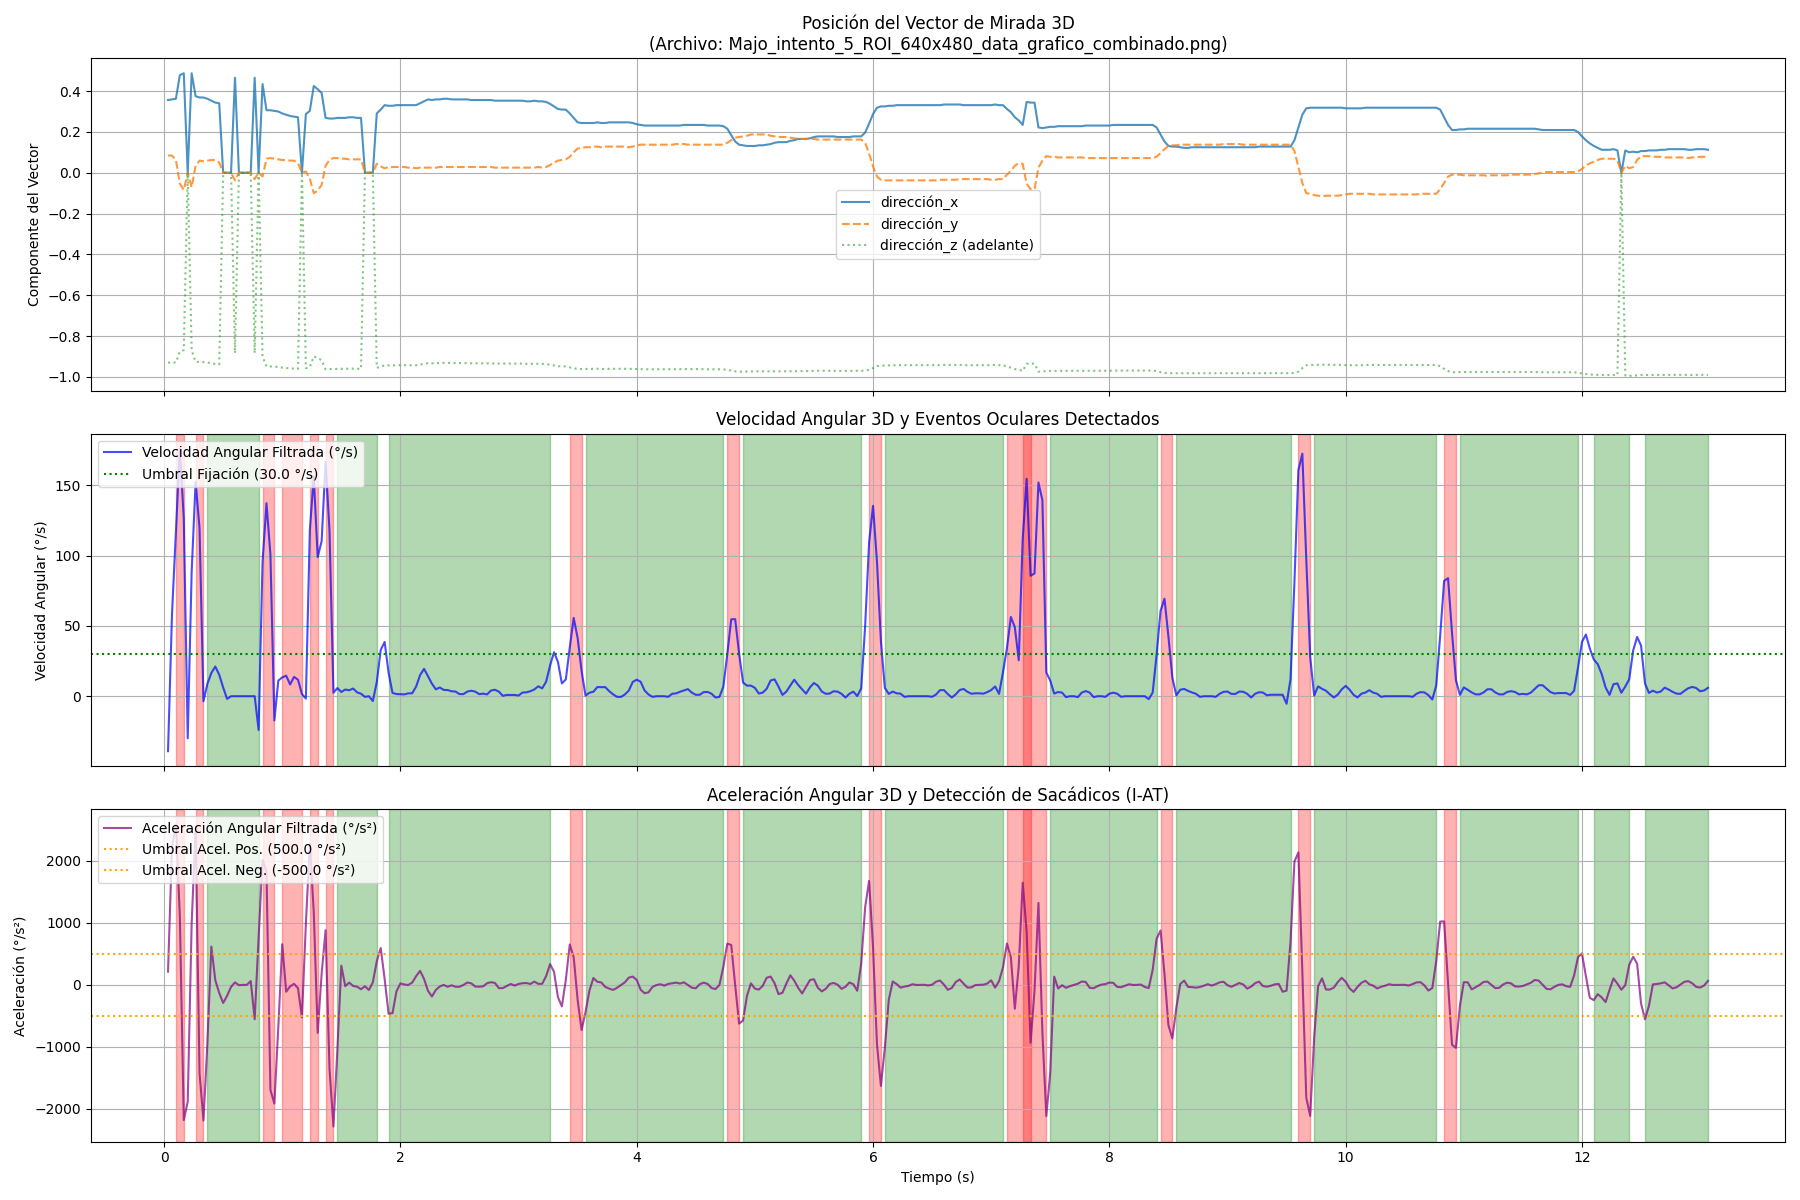 Posición del Vector de Mirada 3D
(Archivo: Majo_intento_5_ROI_640x480_data_grafico_combinado.png)
Componente del Vector
0.4
0.2
0.0
−0.2
−0.4
−0.6
−0.8
−1.0
dirección_x
dirección_y
dirección_z (adelante)
Velocidad Angular 3D y Eventos Oculares Detectados
Velocidad Angular (°/s)
150
100
50
0
Velocidad Angular Filtrada (°/s)
Umbral Fijación (30.0 °/s)
Aceleración Angular 3D y Detección de Sacádicos (I-AT)
Aceleración (°/s²)
2000
1000
0
−1000
−2000
Aceleración Angular Filtrada (°/s²)
Umbral Acel. Pos. (500.0 °/s²)
Umbral Acel. Neg. (-500.0 °/s²)
0 2 4 6 8 10 12
Tiempo (s)